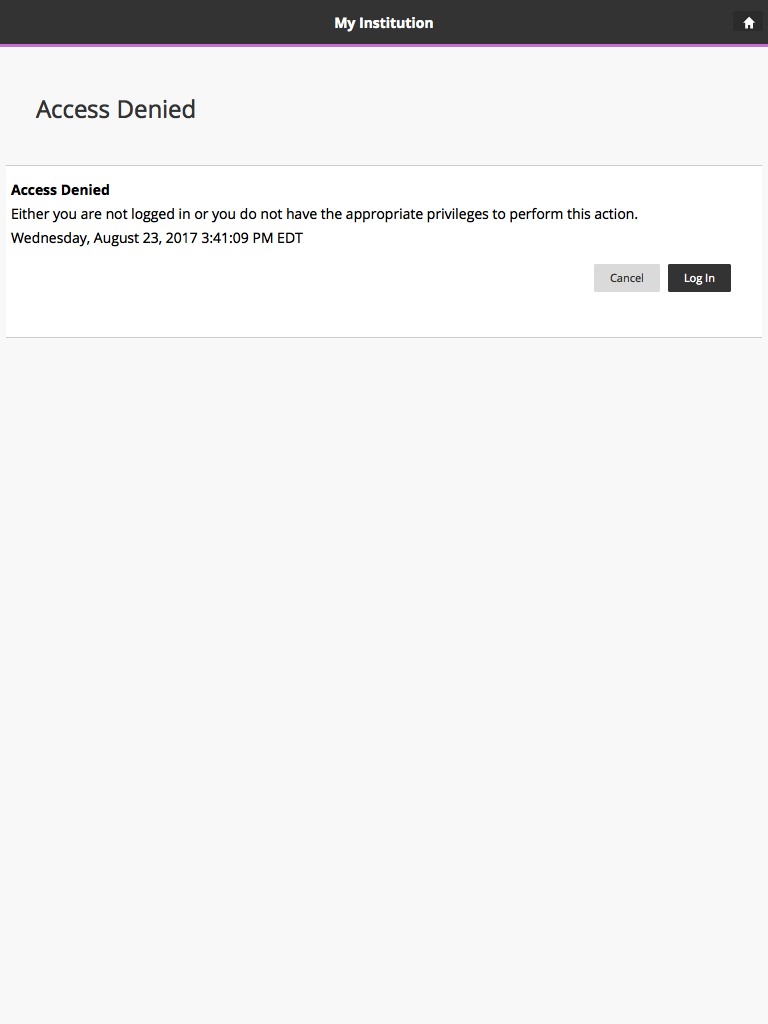 My Institution
Access Denied
Access Denied
Either you are not logged in or you do not have the appropriate privileges to perform this action.
Wednesday, August 23, 2017 3:41:09 PM EDT
Cancel
Log In